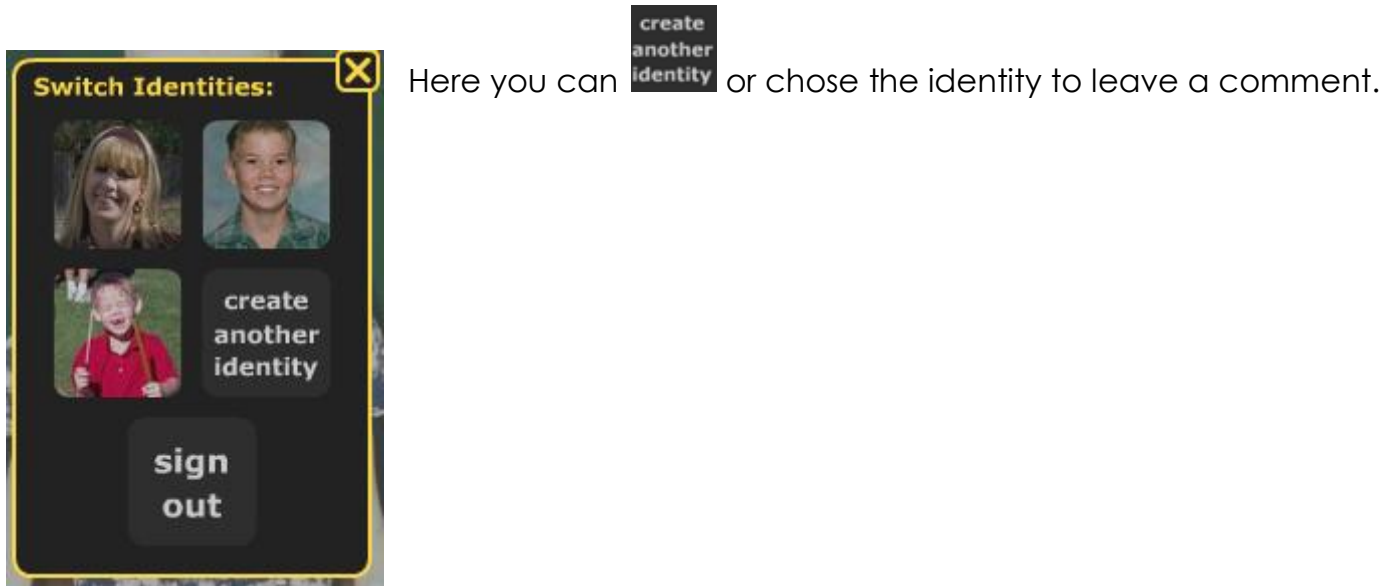 Switch Identities:
create
another
identity
sign
out
Here you can create another identity or chose the identity to leave a comment.